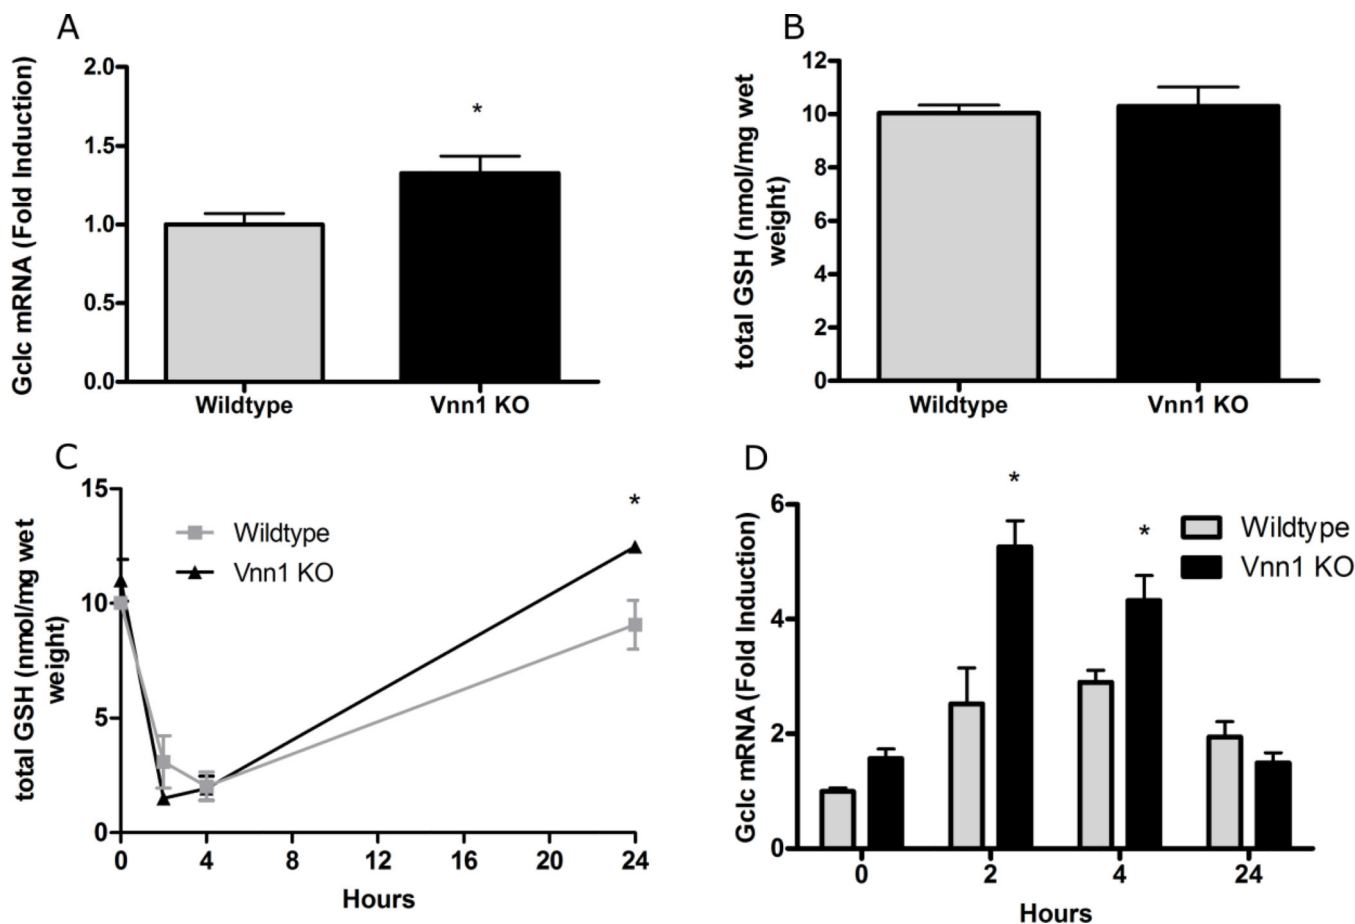 A
Gclc mRNA (Fold Induction)
2.0
1.5
1.0
0.5
0.0
*
Wildtype
Vnn1 KO
B
total GSH (nmol/mg wet
weight)
12
10
8
6
4
2
0
Wildtype
Vnn1 KO
C
total GSH (nmol/mg wet
weight)
15
10
5
0
Wildtype
Vnn1 KO
*
0
4
8
12
16
20
24
Hours
D
Gclc mRNA (Fold Induction)
6
4
2
0
*
*
Wildtype
Vnn1 KO
0
2
4
24
Hours